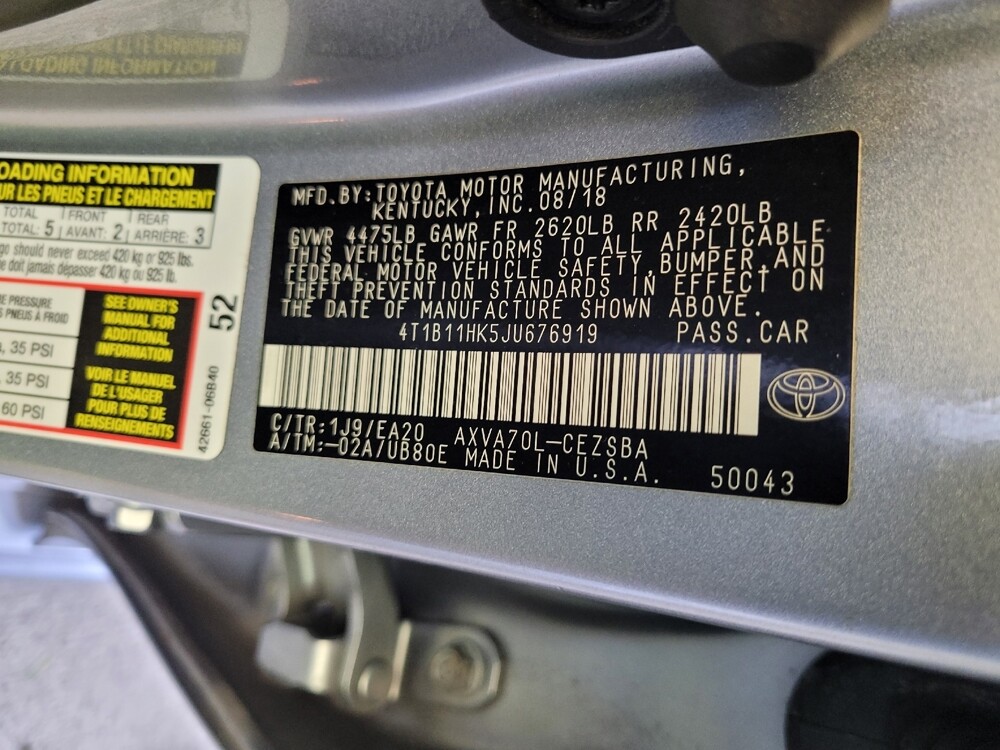 OADING INFORMATION
UR LES PNEUS ET LE CHARGEMENT
TOTAL FRONT REAR
TOTAL: 5 AVANT: 2 ARRIÈRE: 3
go should never exceed 420 kg or 925 lbs.
e doit jamais dépasser 420 kg ou 925 lb.
E PRESSURE
S PNEUS À FROID
, 35 PSI
, 35 PSI
60 PSI
SEE OWNER'S
MANUAL FOR
ADDITIONAL
INFORMATION
VOIR LE MANUEL
DE L'USAGER
POUR PLUS DE
RENSEIGNEMENTS
52
42661-06B40
MFD.BY:TOYOTA MOTOR MANUFACTURING,
KENTUCKY, INC. 08/18
GVWR 4475LB GAWR FR 2620LB RR 2420LB
THIS VEHICLE CONFORMS TO ALL APPLICABLE
FEDERAL MOTOR VEHICLE SAFETY,BUMPER,AND
THEFT PREVENTION STANDARDS IN EFFECT ON
THE DATE OF MANUFACTURE SHOWN ABOVE.
4T1B11HK5JU676919 PASS.CAR
C/TR:1J9/EA20 AXVA70L-CEZSBA
A/TM:-02A/UB80E MADE IN U.S.A. 50043